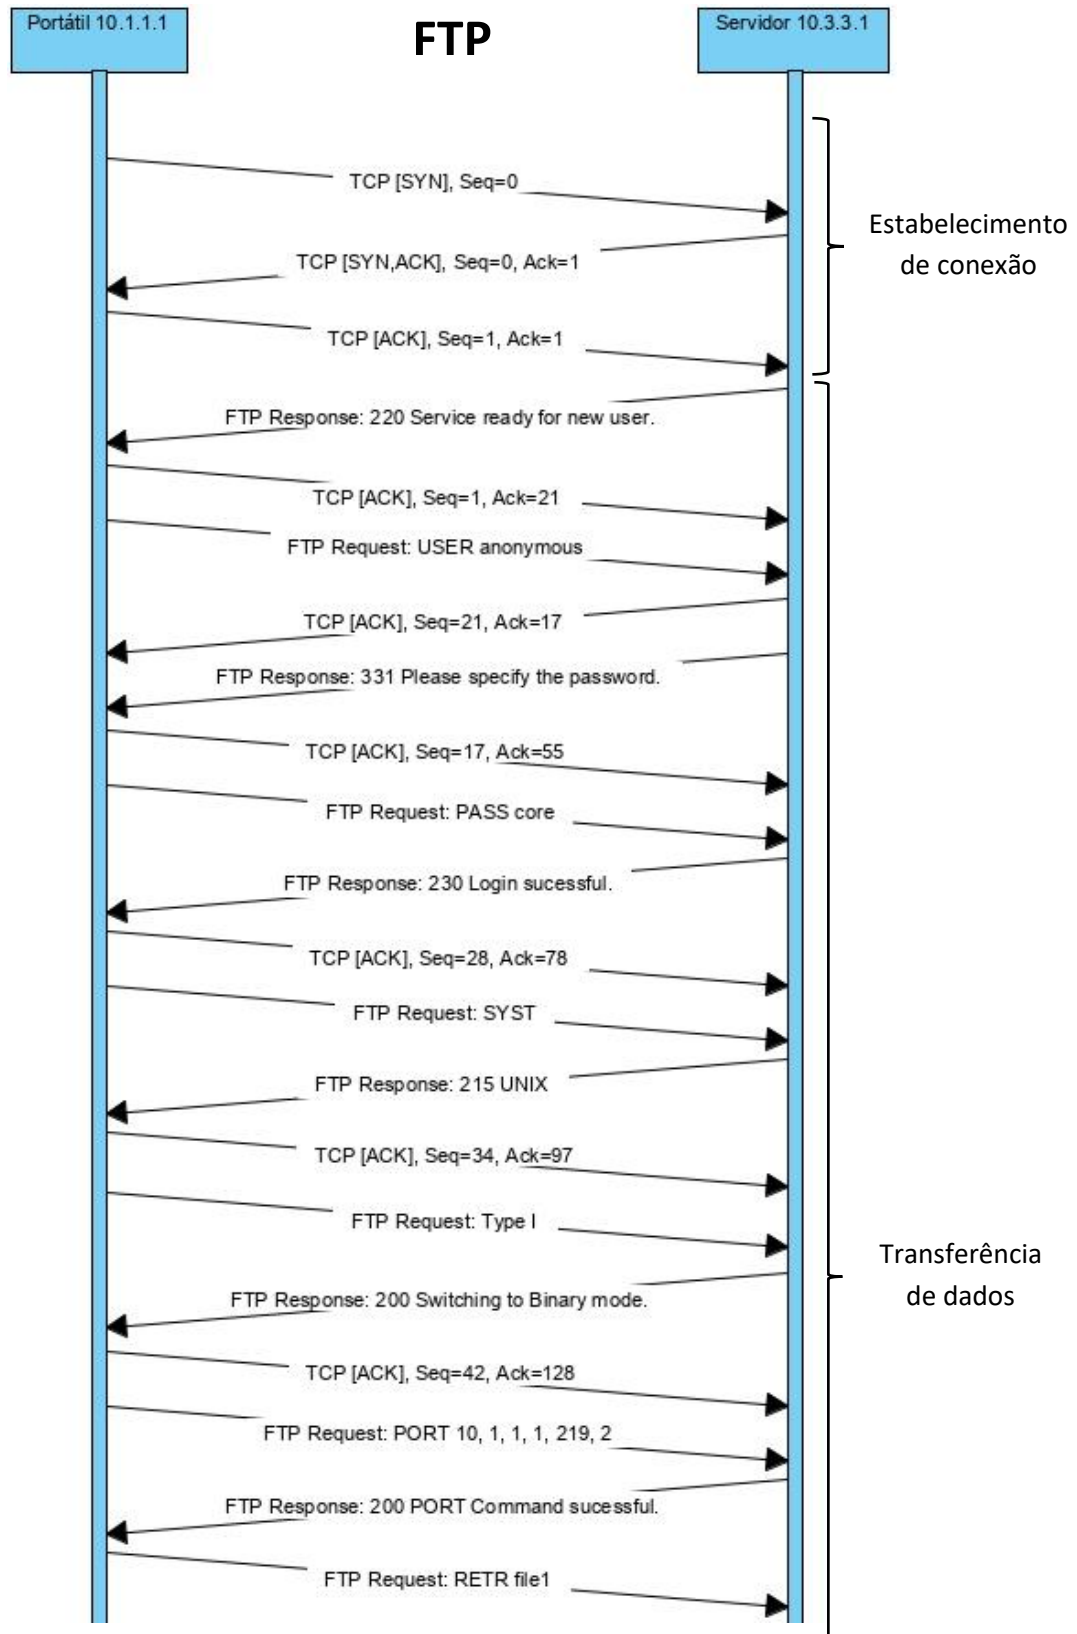 Portátil 10.1.1.1
FTP
Servidor 10.3.3.1
TCP [SYN], Seq=0
Estabelecimento
de conexão
TCP [SYN,ACK], Seq=0, Ack=1
TCP [ACK], Seq=1, Ack=1
FTP Response: 220 Service ready for new user.
TCP [ACK], Seq=1, Ack=21
FTP Request: USER anonymous
TCP [ACK], Seq=21, Ack=17
FTP Response: 331 Please specify the password.
TCP [ACK], Seq=17, Ack=55
FTP Request: PASS core
FTP Response: 230 Login sucessful.
TCP [ACK], Seq=28, Ack=78
FTP Request: SYST
FTP Response: 215 UNIX
TCP [ACK], Seq=34, Ack=97
FTP Request: Type I
Transferência
de dados
FTP Response: 200 Switching to Binary mode.
TCP [ACK], Seq=42, Ack=128
FTP Request: PORT 10, 1, 1, 1, 219, 2
FTP Response: 200 PORT Command sucessful.
FTP Request: RETR file1